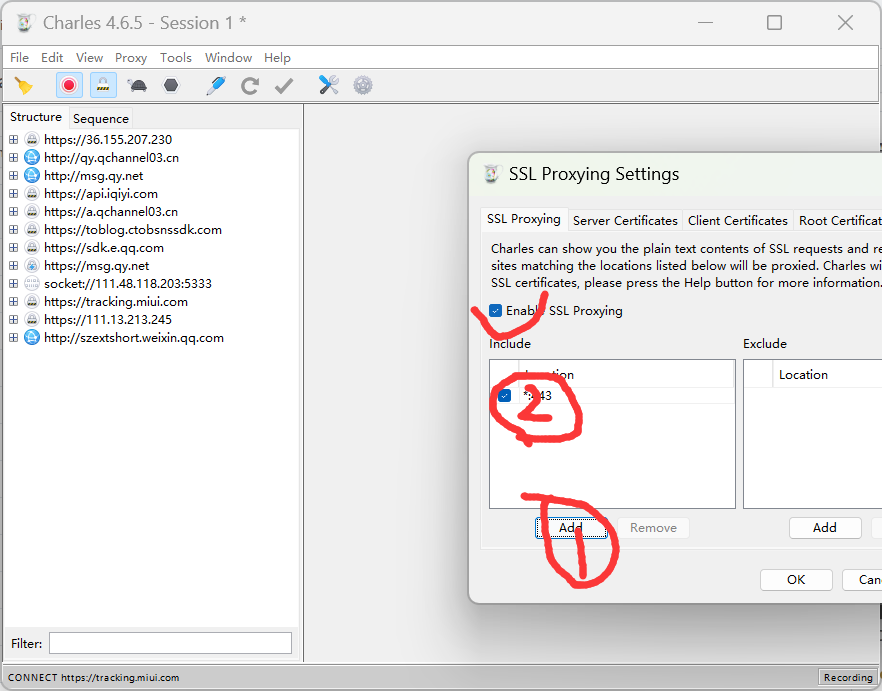 Charles 4.6.5 - Session 1 *
File Edit View Proxy Tools Window Help
Structure Sequence
https://36.155.207.230
http://qy.qchannel03.cn
http://msg.qy.net
https://api.iqiyi.com
https://a.qchannel03.cn
https://toblog.ctobsnssdk.com
https://sdk.e.qq.com
https://msg.qy.net
socket://111.48.118.203:5333
https://tracking.miui.com
https://111.13.213.245
http://szextshort.weixin.qq.com
Filter:
CONNECT https://tracking.miui.com
Recording
SSL Proxying Settings
SSL Proxying Server Certificates Client Certificates Root Certificat
Charles can show you the plain text contents of SSL requests and re
sites matching the locations listed below will be proxied. Charles wi
SSL certificates, please press the Help button for more information.
Enable SSL Proxying
Include Exclude
Location Location
*:443
2
Add Remove Add
1
OK Can